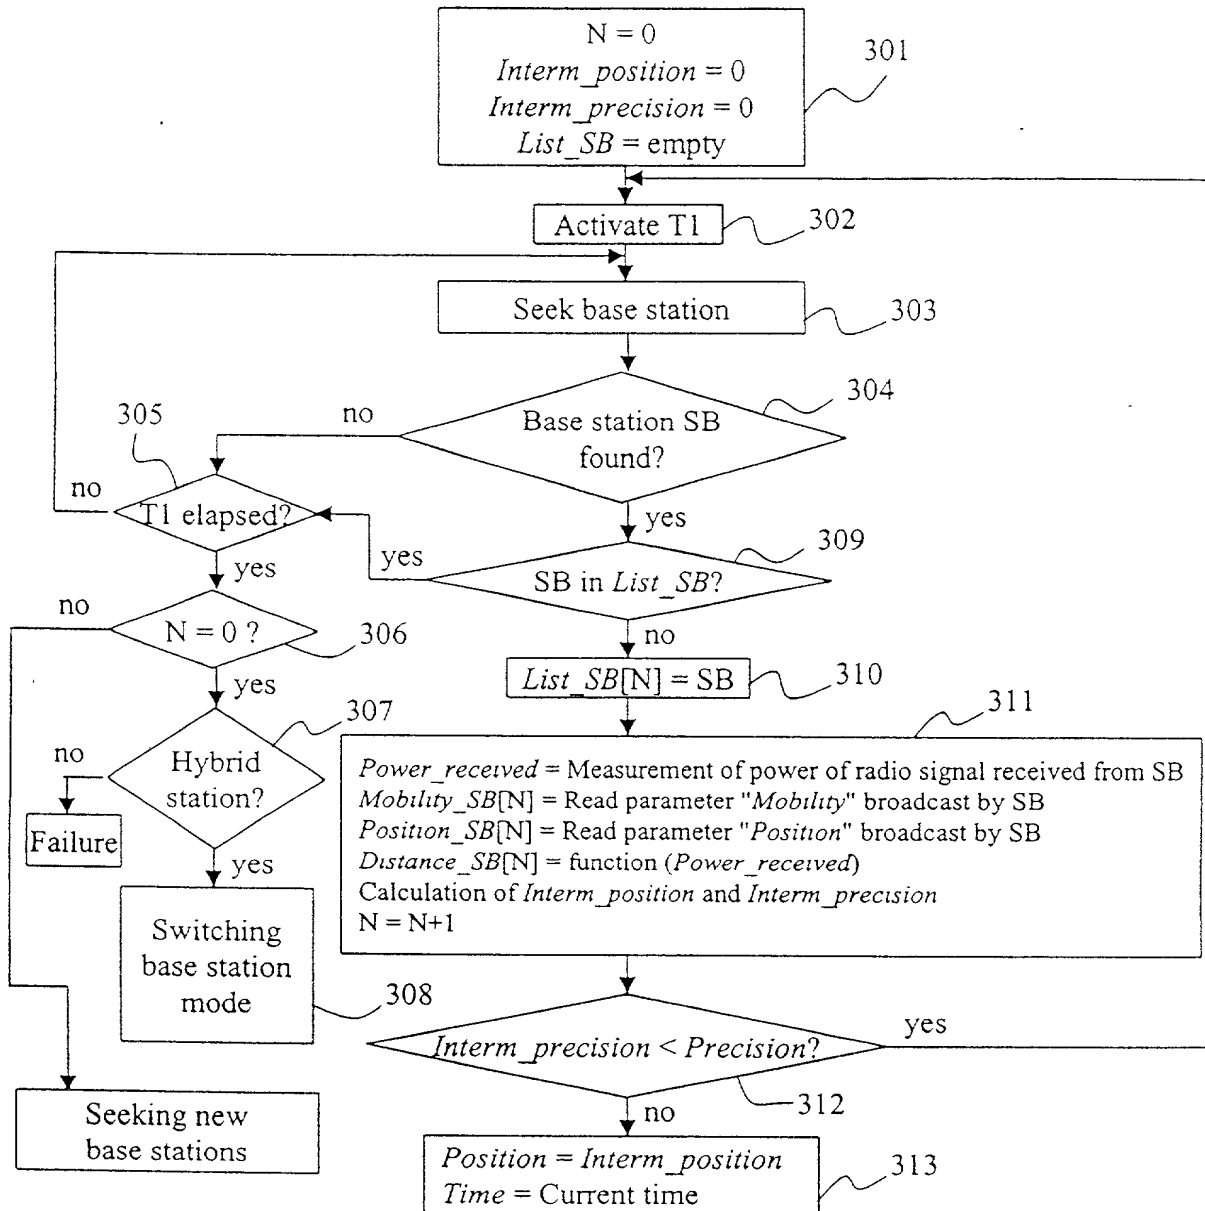 N = 0
Interm_position = 0
Interm_precision = 0
List_SB = empty
301
Activate T1
302
Seek base station
303
Base station SB
found?
304
no
yes
305
T1 elapsed?
no
yes
SB in List_SB?
309
yes
no
N = 0 ?
306
no
yes
List_SB[N] = SB
310
Hybrid
station?
307
no
yes
Failure
311
Power_received = Measurement of power of radio signal received from SB
Mobility_SB[N] = Read parameter "Mobility" broadcast by SB
Position_SB[N] = Read parameter "Position" broadcast by SB
Distance_SB[N] = function (Power_received)
Calculation of Interm_position and Interm_precision
N = N+1
Switching
base station
mode
308
Interm_precision < Precision?
312
yes
no
Seeking new
base stations
Position = Interm_position
Time = Current time
313